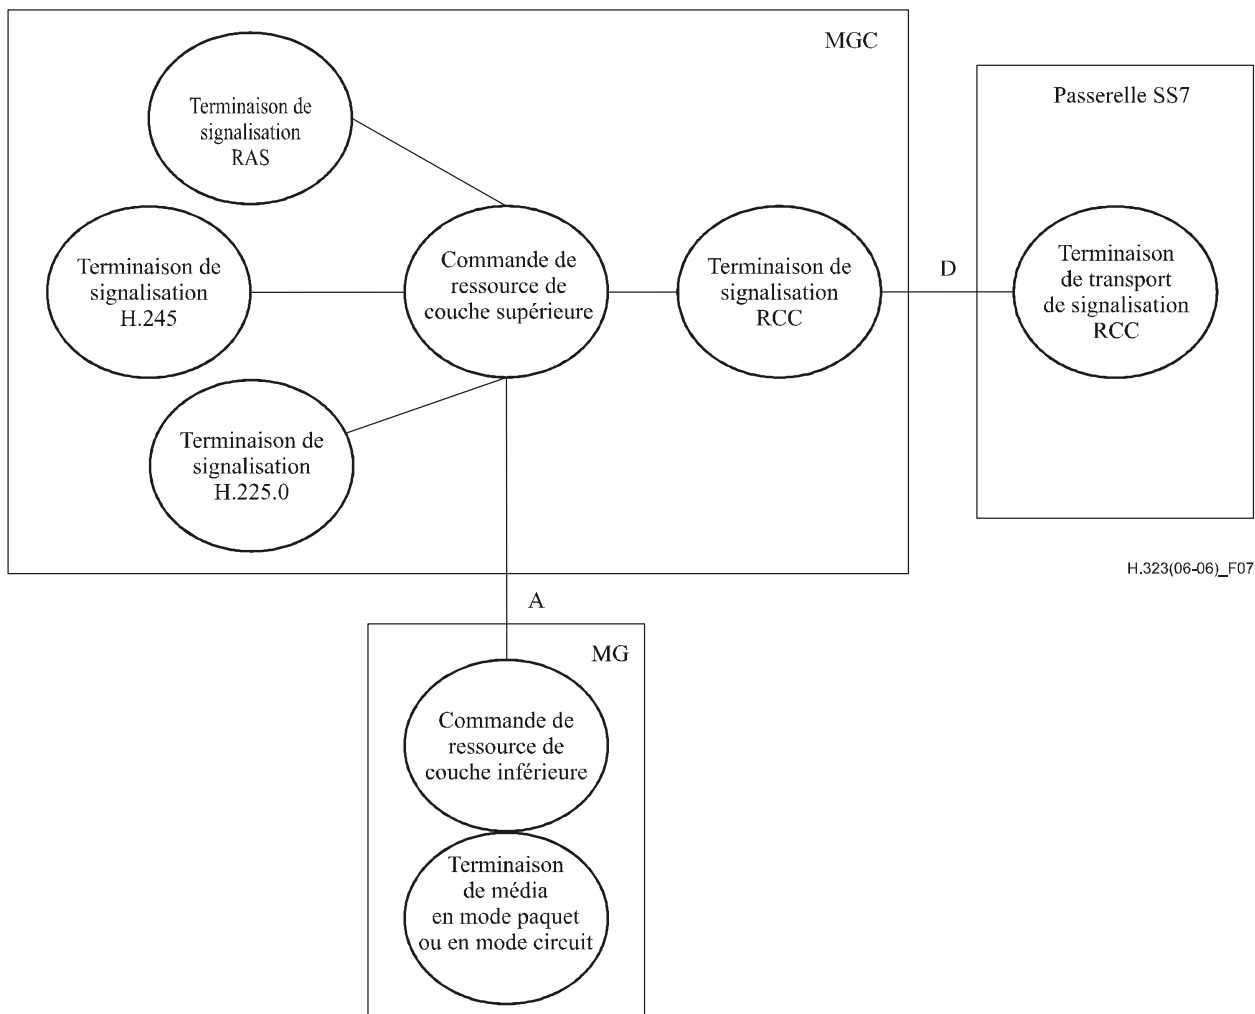 MGC
Passerelle SS7
Terminaison de
signalisation
RAS
Terminaison de
signalisation
H.245
Commande de
ressource de
couche supérieure
Terminaison de
signalisation
RCC
D
Terminaison
de transport
de signalisation
RCC
Terminaison de
signalisation
H.225.0
H.323(06-06)_F07
A
MG
Commande de
ressource de
couche inférieure
Terminaison
de média
en mode paquet
ou en mode circuit